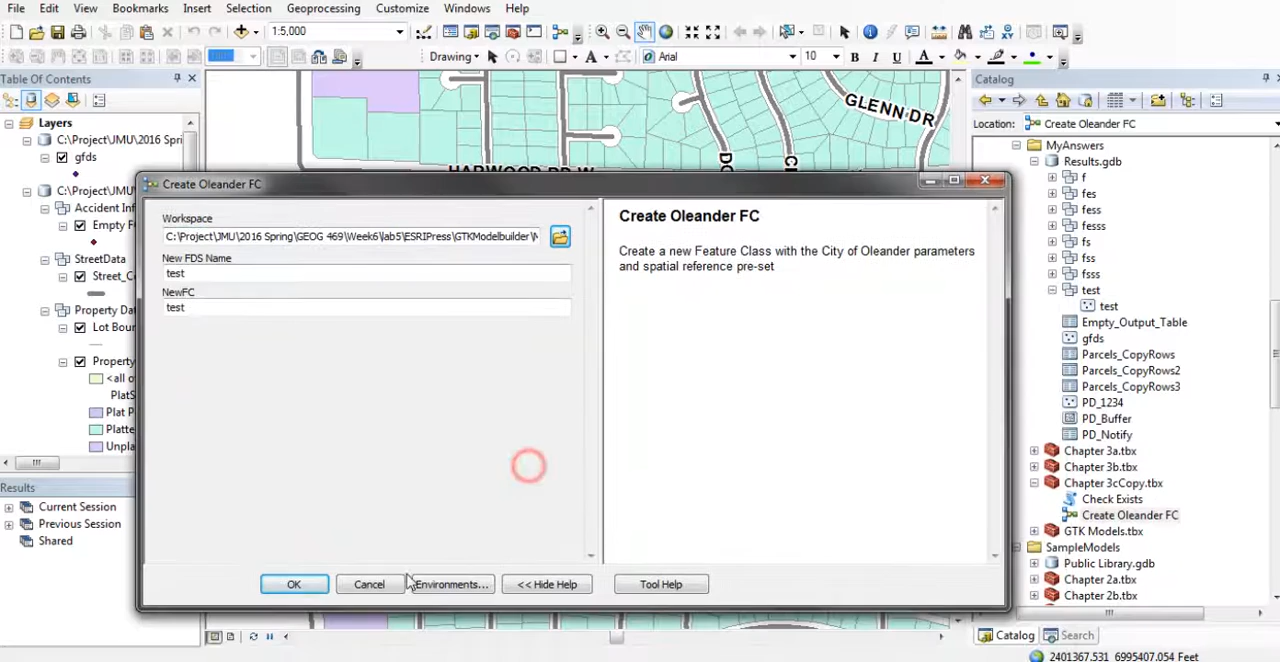 File Edit View Bookmarks Insert Selection Geoprocessing Customize Windows Help
1:5,000
Drawing Arial 10 B I U A
Table Of Contents
Layers
C:\Project\JMU\2016 Spring
gfds
C:\Project\JMU\2016 Spring
Accident Inf
Empty F
StreetData
Street_C
Property Da
Lot Boun
Property
<all o
PlatS
Plat P
Platte
Unpla
Results
Current Session
Previous Session
Shared
GLENN DR
HARWOOD RD W
Create Oleander FC
Workspace
C:\Project\JMU\2016 Spring\GEOG 469\Week6\lab5\ESRIPress\GTKModelbuilder\
New FDS Name
test
NewFC
test
OK Cancel Environments... << Hide Help Tool Help
Create Oleander FC
Create a new Feature Class with the City of Oleander parameters
and spatial reference pre-set
Catalog
Location: Create Oleander FC
MyAnswers
Results.gdb
f
fes
fess
fesss
fs
fss
fsss
test
test
Empty_Output_Table
gfds
Parcels_CopyRows
Parcels_CopyRows2
Parcels_CopyRows3
PD_1234
PD_Buffer
PD_Notify
Chapter 3a.tbx
Chapter 3b.tbx
Chapter 3cCopy.tbx
Check Exists
Create Oleander FC
GTK Models.tbx
SampleModels
Public Library.gdb
Chapter 2a.tbx
Chapter 2b.tbx
Catalog Search
2401367.531 6995407.054 Feet